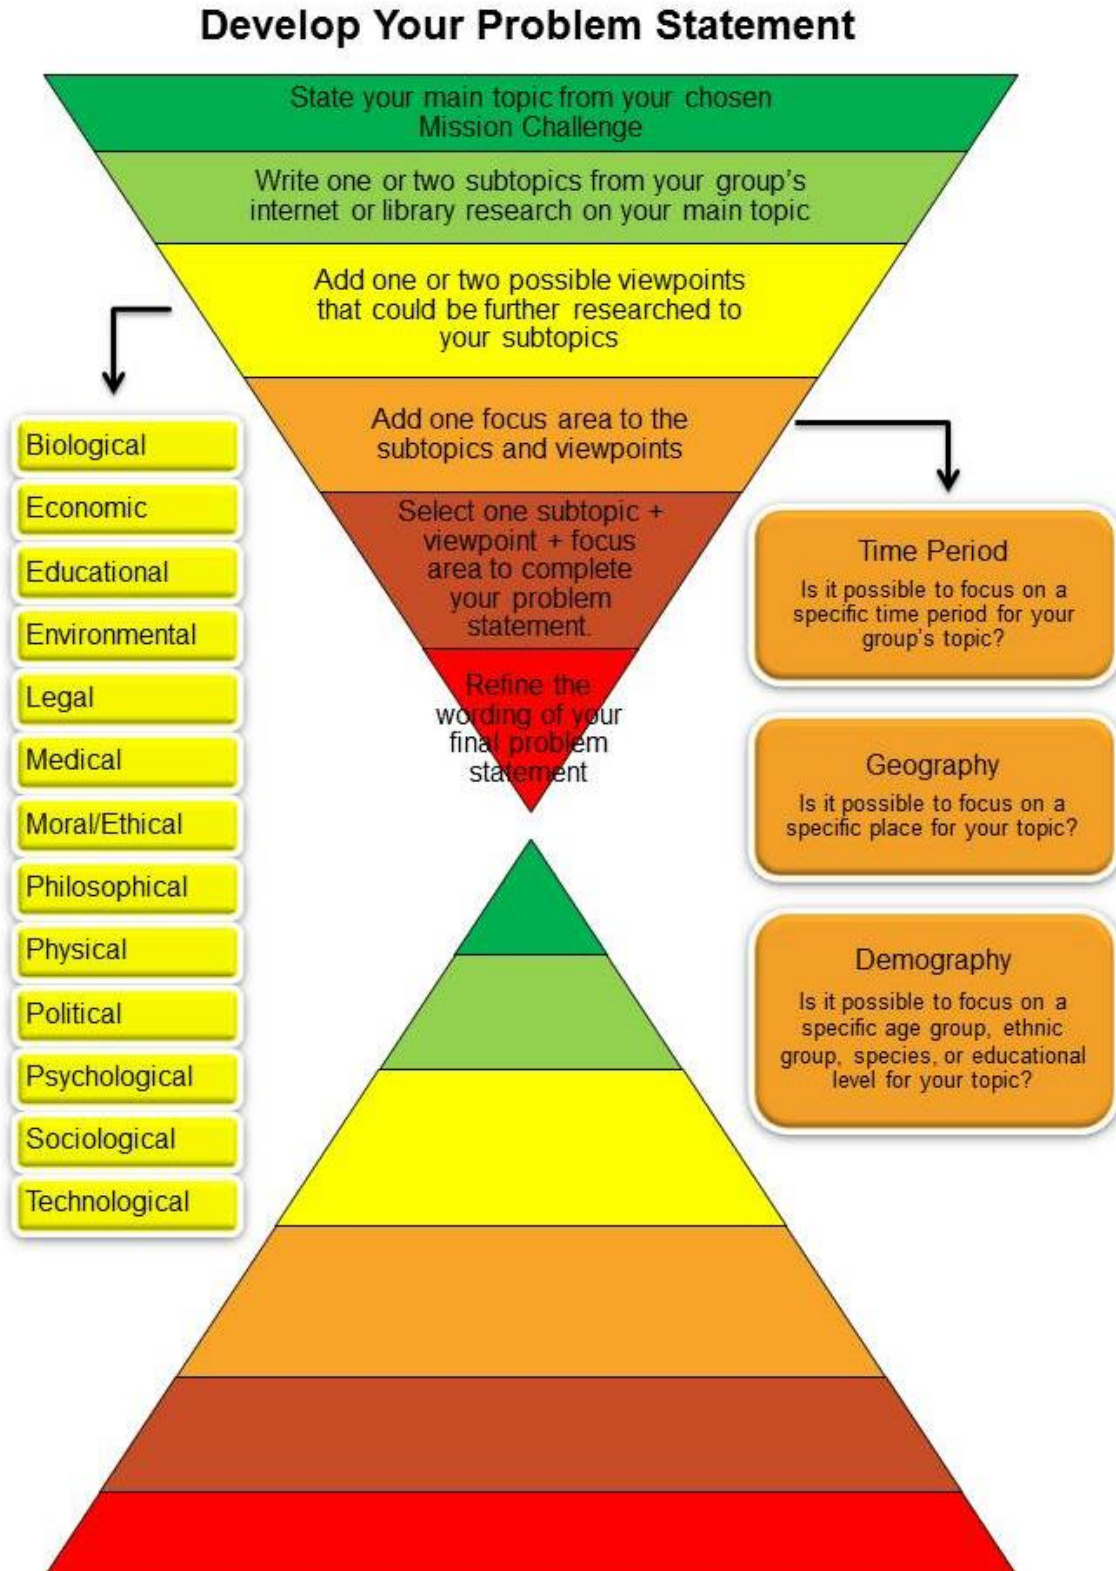 Develop Your Problem Statement
State your main topic from your chosen
Mission Challenge
Write one or two subtopics from your group's
internet or library research on your main topic
Add one or two possible viewpoints
that could be further researched to
your subtopics
Add one focus area to the
subtopics and viewpoints
Select one subtopic +
viewpoint + focus
area to complete
your problem
statement.
Refine the
wording of your
final problem
statement
Biological
Economic
Educational
Environmental
Legal
Medical
Moral/Ethical
Philosophical
Physical
Political
Psychological
Sociological
Technological
Time Period
Is it possible to focus on a
specific time period for your
group's topic?
Geography
Is it possible to focus on a
specific place for your topic?
Demography
Is it possible to focus on a
specific age group, ethnic
group, species, or educational
level for your topic?